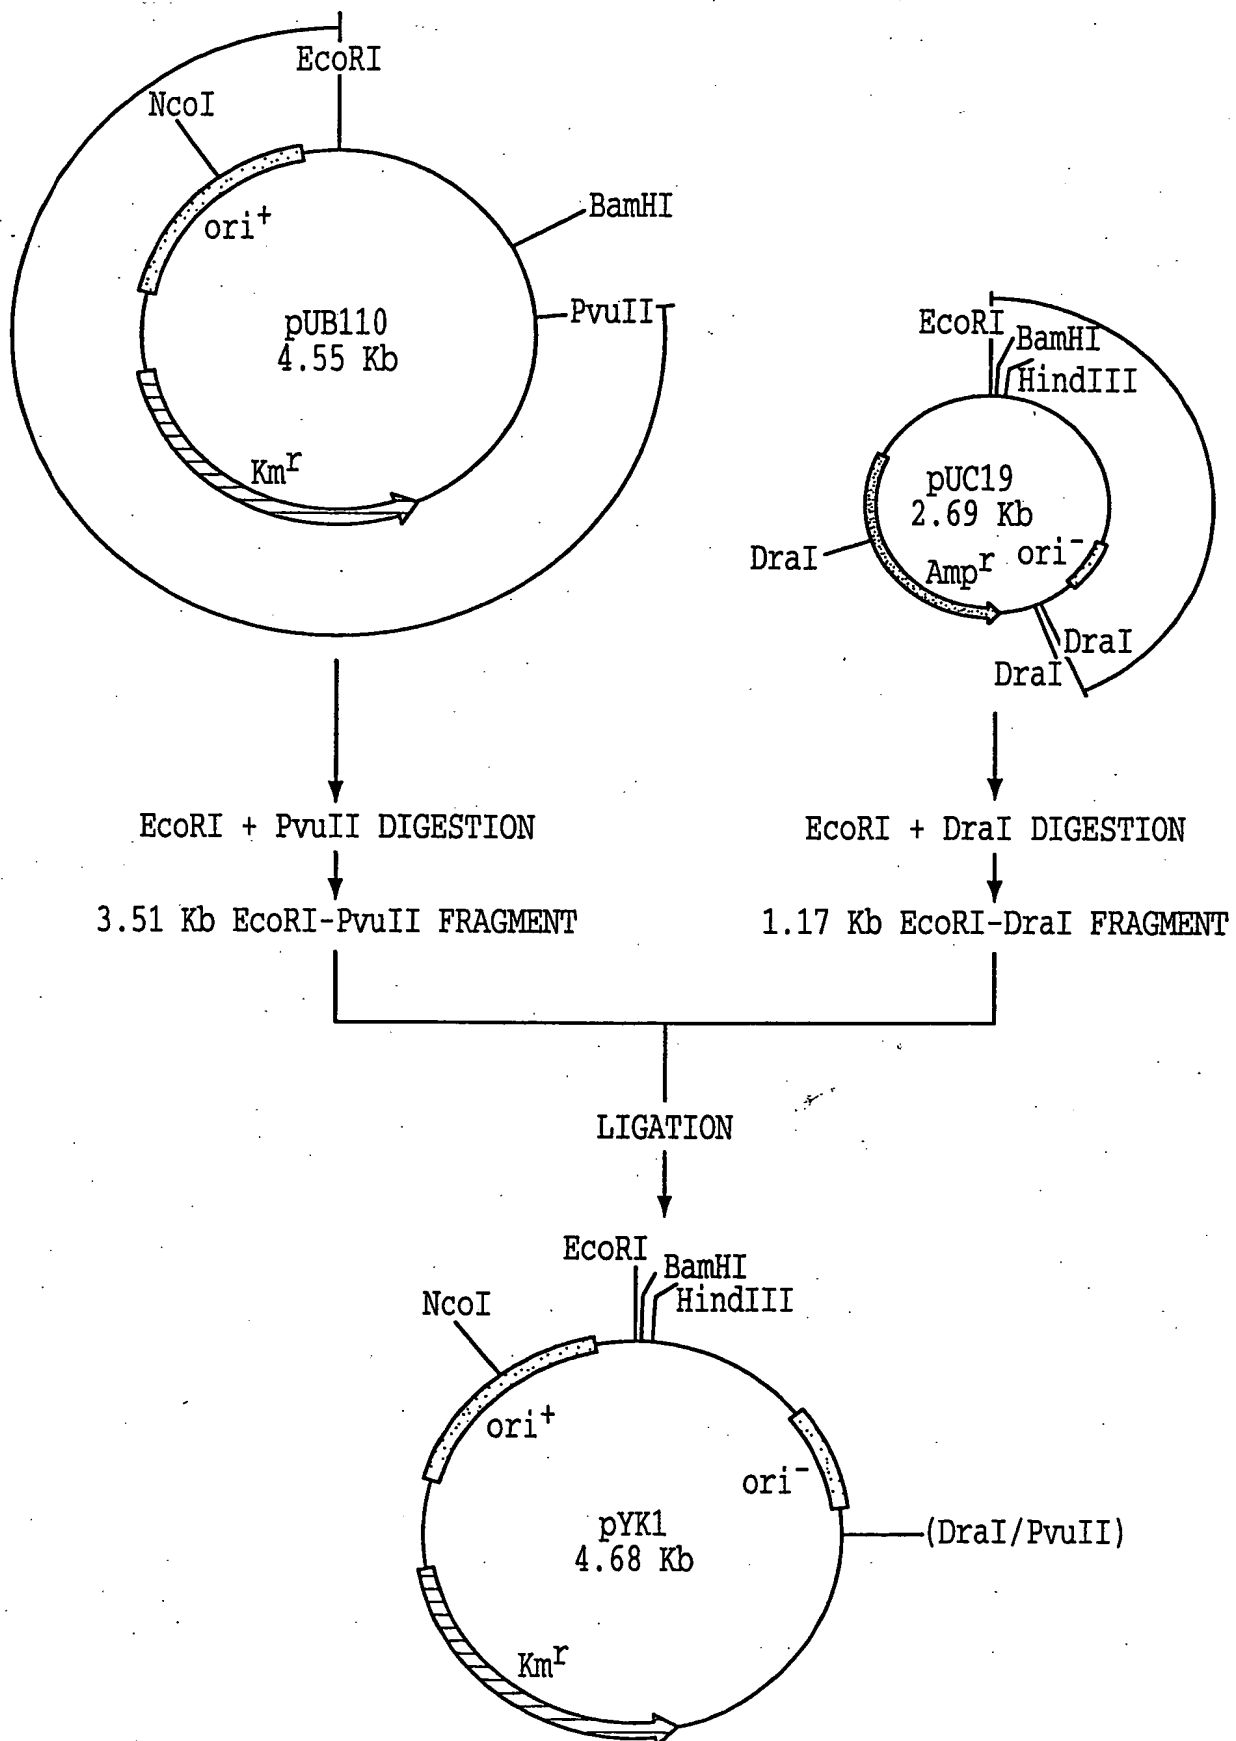 EcoRI
NcoI
ori⁺
BamHI
PvuII
pUB110
4.55 Kb
Kmʳ
EcoRI
BamHI
HindIII
pUC19
2.69 Kb
DraI
Ampʳ
ori⁻
DraI
DraI
EcoRI + PvuII DIGESTION
EcoRI + DraI DIGESTION
3.51 Kb EcoRI-PvuII FRAGMENT
1.17 Kb EcoRI-DraI FRAGMENT
LIGATION
EcoRI
BamHI
HindIII
NcoI
ori⁺
ori⁻
pYK1
4.68 Kb
(DraI/PvuII)
Kmʳ